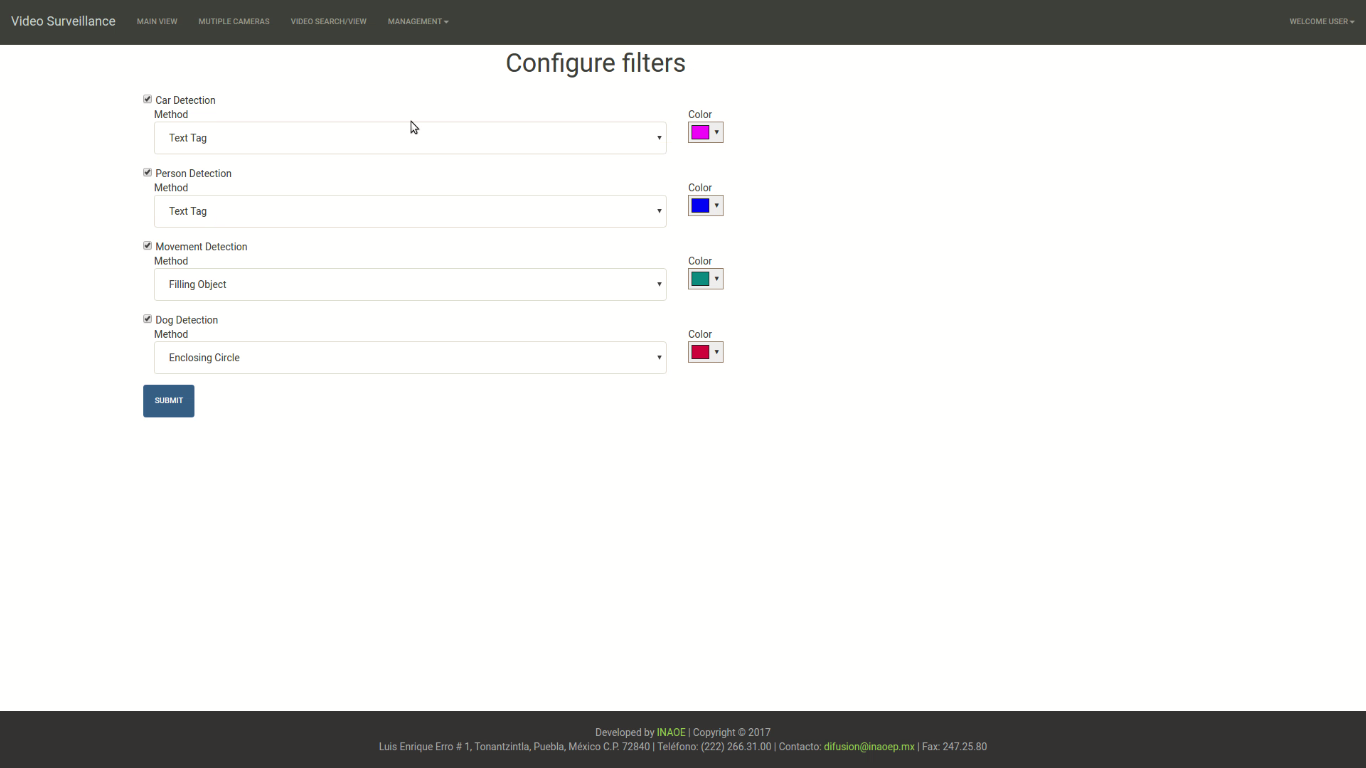 Video Surveillance MAIN VIEW MUTIPLE CAMERAS VIDEO SEARCH/VIEW MANAGEMENT WELCOME USER
Configure filters
Car Detection
Method Color
Text Tag
Person Detection
Method Color
Text Tag
Movement Detection
Method Color
Filling Object
Dog Detection
Method Color
Enclosing Circle
SUBMIT
Developed by INAOE | Copyright © 2017
Luis Enrique Erro # 1, Tonantzintla, Puebla, México C.P. 72840 | Teléfono: (222) 266.31.00 | Contacto: difusion@inaoep.mx | Fax: 247.25.80